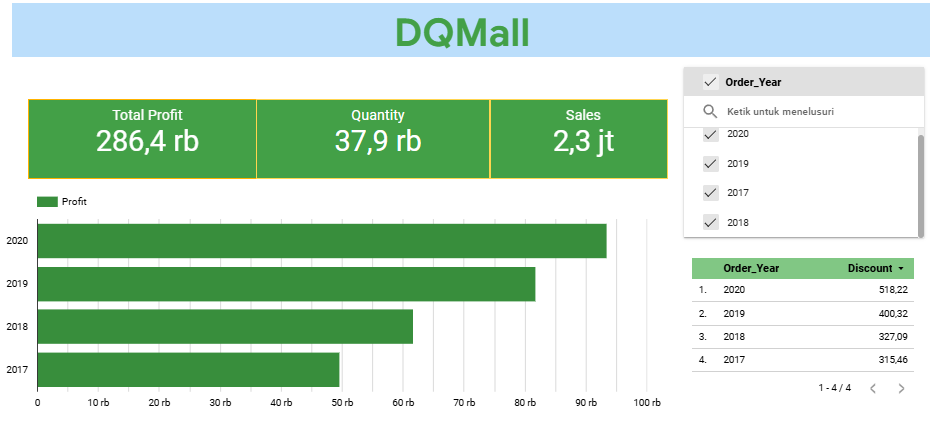 DQMall
Total Profit
286,4 rb
Quantity
37,9 rb
Sales
2,3 jt
Order_Year
Ketik untuk menelusuri
2020
2019
2017
2018
Profit
2020
2019
2018
2017
0 10 rb 20 rb 30 rb 40 rb 50 rb 60 rb 70 rb 80 rb 90 rb 100 rb
Order_Year Discount
1. 2020 518,22
2. 2019 400,32
3. 2018 327,09
4. 2017 315,46
1 - 4 / 4